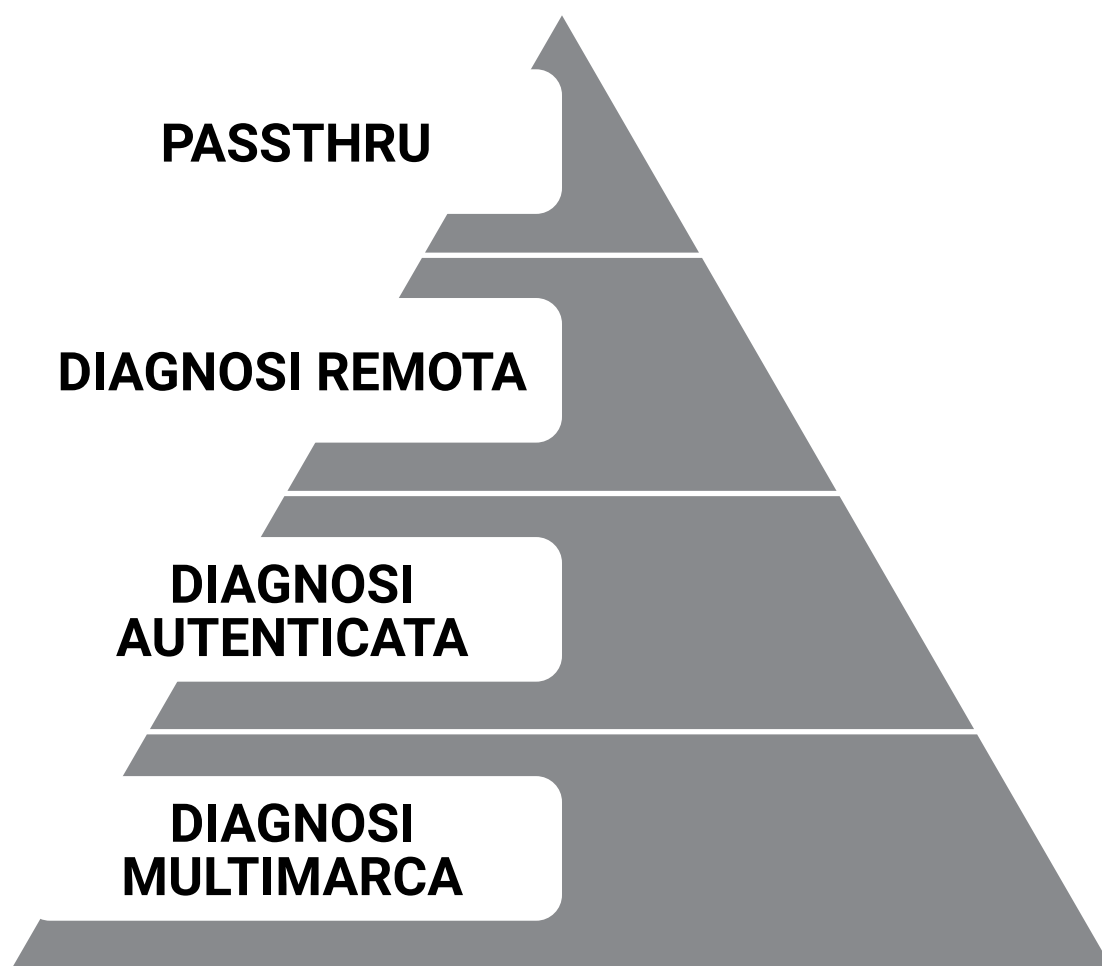 PASSTHRU
DIAGNOSI REMOTA
DIAGNOSI
AUTENTICATA
DIAGNOSI
MULTIMARCA